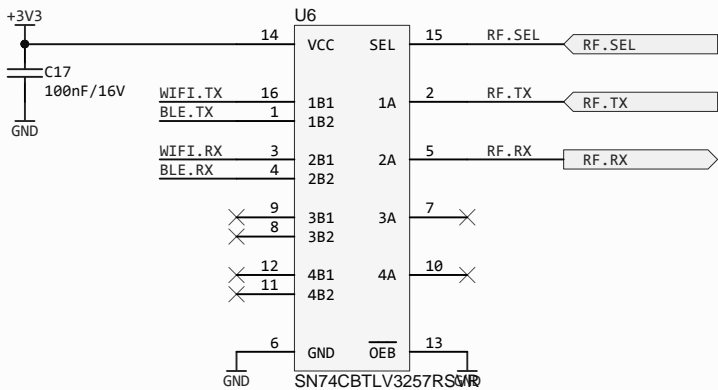 +3V3
U6
14 VCC SEL 15 RF.SEL RF.SEL
C17
100nF/16V
GND
WIFI.TX 16 1B1 1A 2 RF.TX RF.TX
BLE.TX 1 1B2
WIFI.RX 3 2B1 2A 5 RF.RX RF.RX
BLE.RX 4 2B2
9 3B1 3A 7
8 3B2
12 4B1 4A 10
11 4B2
6 GND OEB 13
GND SN74CBTLV3257RSVR GND